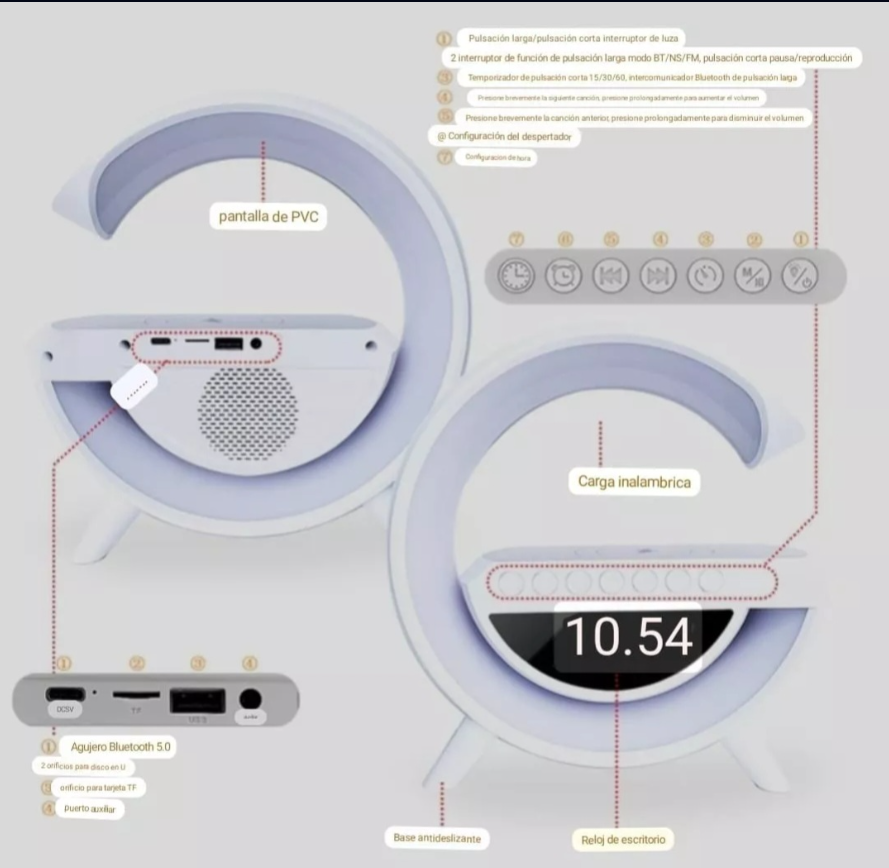 ① Pulsación larga/pulsación corta interruptor de luza
2 interruptor de función de pulsación larga modo BT/NS/FM, pulsación corta pausa/reproducción
③ Temporizador de pulsación corta 15/30/60, intercomunicador Bluetooth de pulsación laga
④ Presione brevemente la siguiente canción, presione prolongadamente para aumentar el volumen
⑤ Presione brevemente la canción anterior, presione prolongadamente para disminuir el volumen
@ Configuración del despertador
⑦ Configuración de hora
pantalla de PVC
⑦ ⑥ ⑤ ④ ③ ② ①
M/
Carga inalambrica
10.54
① ② ③ ④
DC5V
TF
① Agujero Bluetooth 5.0
2 orificios para disco en U
③ orificio para tarjeta TF
④ Puerto auxiliar
Base antideslizante
Reloj de escritorio